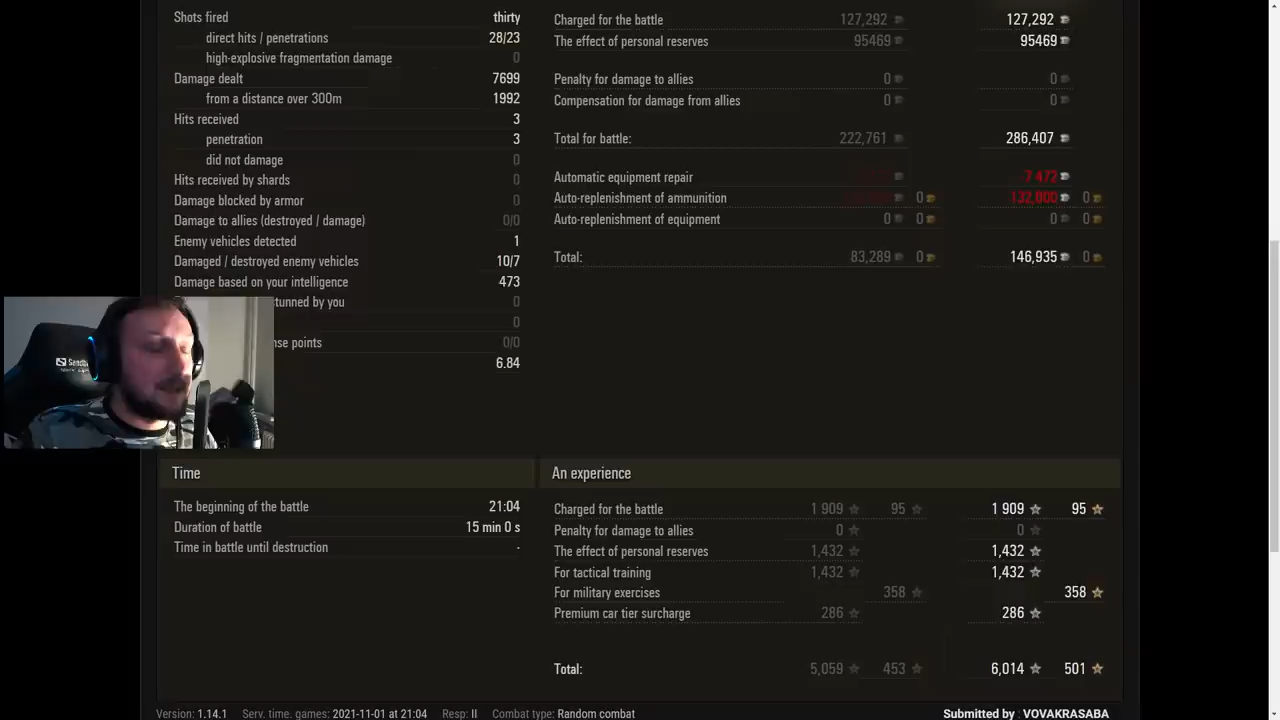 Shots fired thirty
direct hits / penetrations 28/23
high-explosive fragmentation damage 0
Damage dealt 7699
from a distance over 300m 1992
Hits received 3
penetration 3
did not damage 0
Hits received by shards 0
Damage blocked by armor 0
Damage to allies (destroyed / damage) 0/0
Enemy vehicles detected 1
Damaged / destroyed enemy vehicles 10/7
Damage based on your intelligence 473
tunned by you 0
0
nse points 0/0
6.84
Charged for the battle 127,292 127,292
The effect of personal reserves 95469 95469
Penalty for damage to allies 0 0
Compensation for damage from allies 0 0
Total for battle: 222,761 286,407
Automatic equipment repair -7 472
Auto-replenishment of ammunition 0 132,000 0
Auto-replenishment of equipment 0 0 0 0
Total: 83,289 0 146,935 0
Time
The beginning of the battle 21:04
Duration of battle 15 min 0 s
Time in battle until destruction -
An experience
Charged for the battle 1 909 95 1 909 95
Penalty for damage to allies 0 0
The effect of personal reserves 1,432 1,432
For tactical training 1,432 1,432
For military exercises 358 358
Premium car tier surcharge 286 286
Total: 5,059 453 6,014 501
Version: 1.14.1 Serv. time. games: 2021-11-01 at 21:04 Resp: II Combat type: Random combat Submitted by : VOVAKRASABA